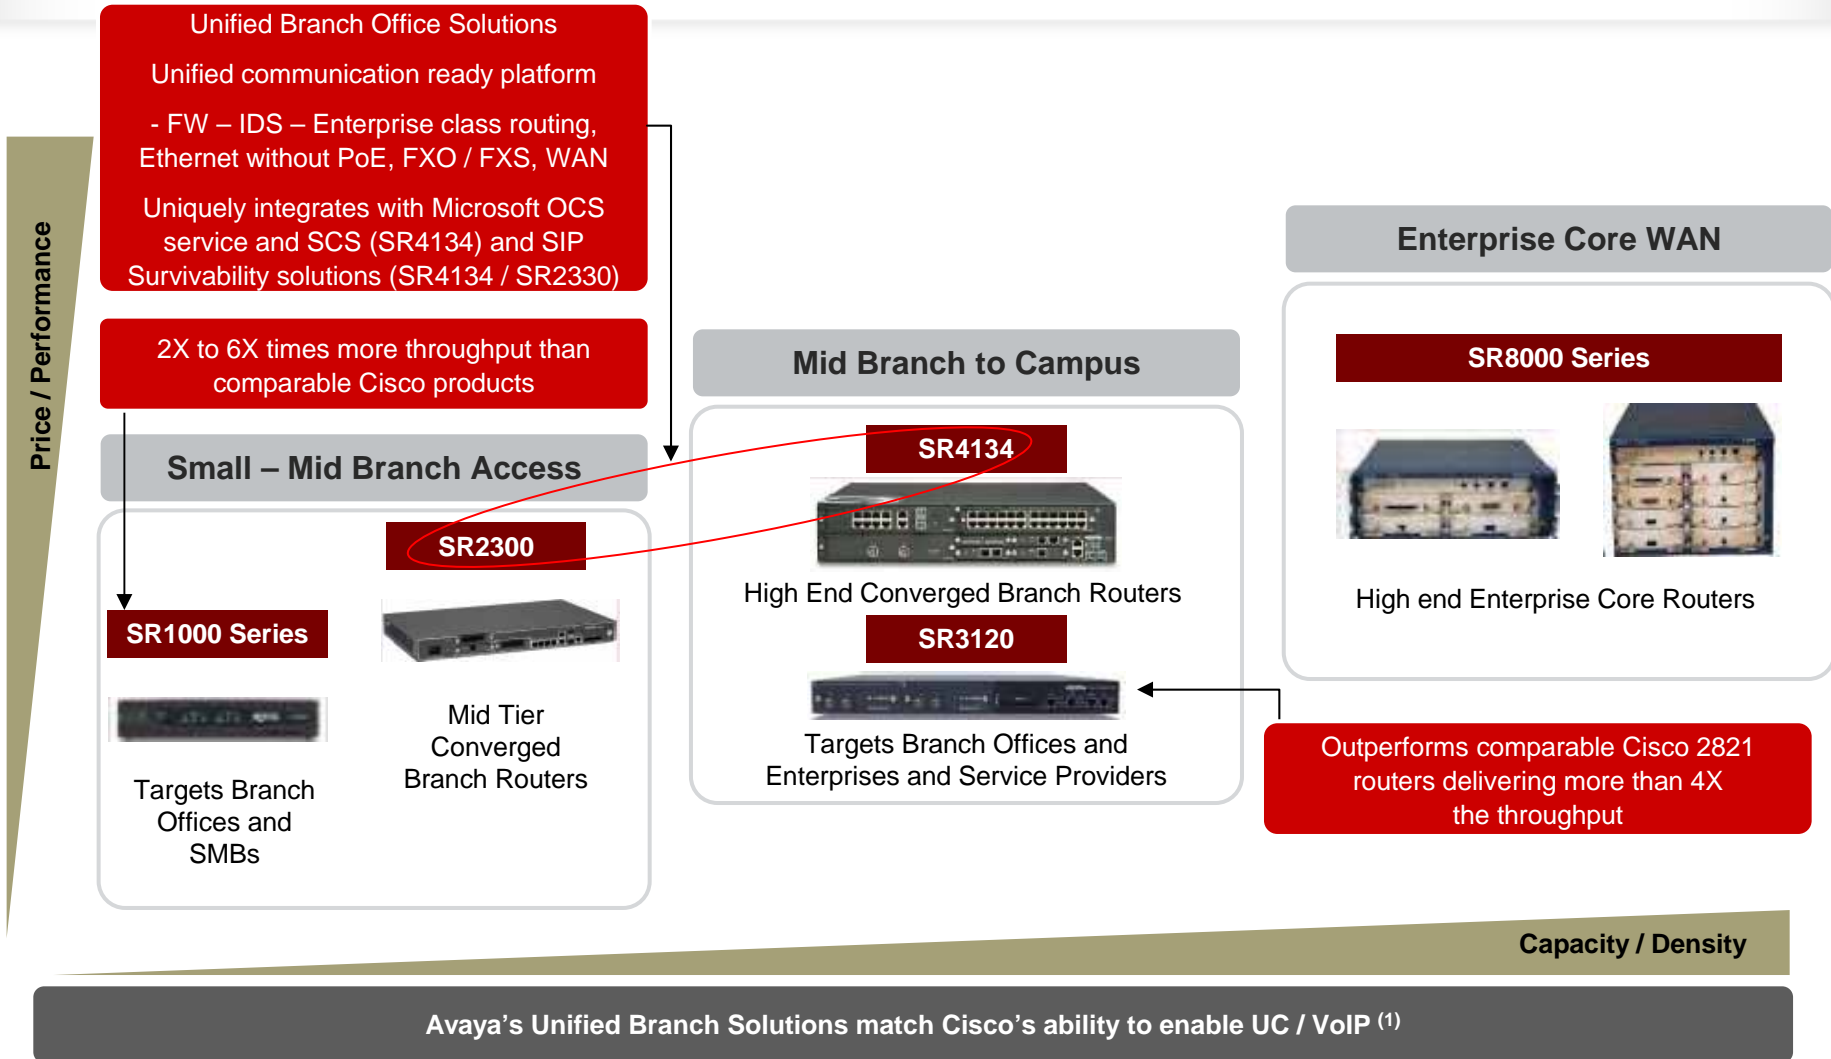 Unified Branch Office Solutions
Unified communication ready platform
- FW – IDS – Enterprise class routing,
Ethernet without PoE, FXO / FXS, WAN
Uniquely integrates with Microsoft OCS
service and SCS (SR4134) and SIP
Survivability solutions (SR4134 / SR2330)
Price / Performance
2X to 6X times more throughput than
comparable Cisco products
Small – Mid Branch Access
SR2300
SR1000 Series
Mid Tier
Converged
Branch Routers
Targets Branch
Offices and
SMBs
Mid Branch to Campus
SR4134
High End Converged Branch Routers
SR3120
Targets Branch Offices and
Enterprises and Service Providers
Enterprise Core WAN
SR8000 Series
High end Enterprise Core Routers
Outperforms comparable Cisco 2821
routers delivering more than 4X
the throughput
Capacity / Density
Avaya’s Unified Branch Solutions match Cisco’s ability to enable UC / VoIP (1)